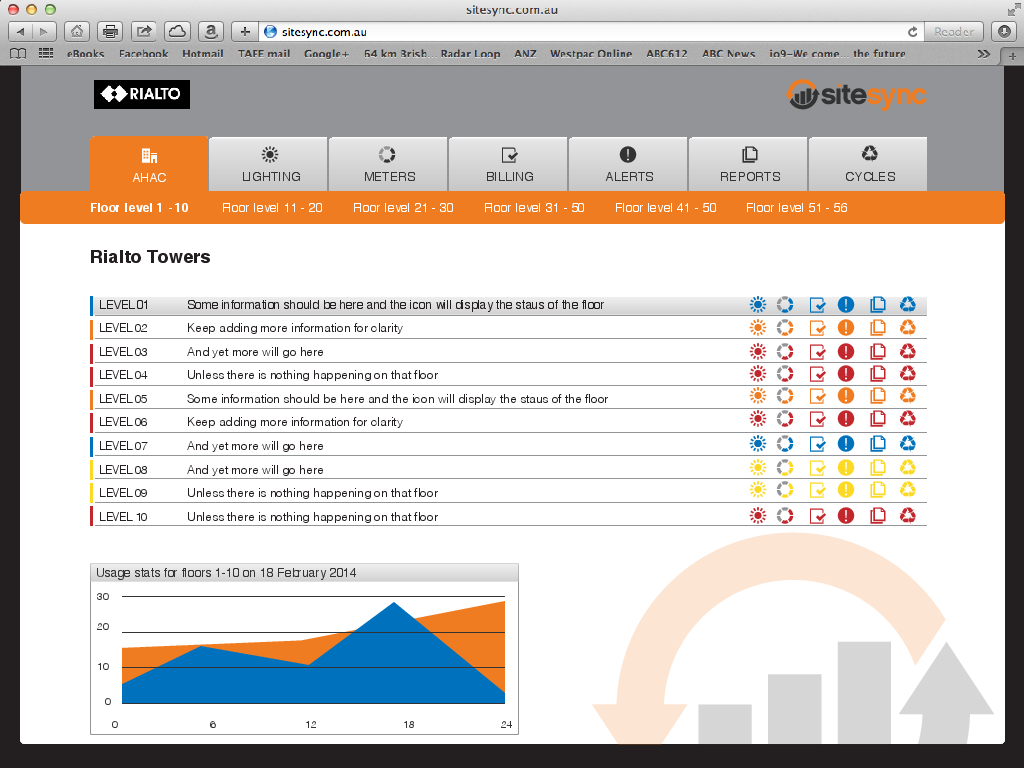 sitesync.com.au
sitesync.com.au
Reader
eBooks Facebook Hotmail TAFE mail Google+ 64 km Brisb... Radar Loop ANZ Westpac Online ABC612 ABC News io9-We come... the future
RIALTO
sitesync
AHAC LIGHTING METERS BILLING ALERTS REPORTS CYCLES
Floor level 1 - 10 Floor level 11 - 20 Floor level 21 - 30 Floor level 31 - 50 Floor level 41 - 50 Floor level 51 - 56
Rialto Towers
LEVEL 01 Some information should be here and the icon will display the staus of the floor
LEVEL 02 Keep adding more information for clarity
LEVEL 03 And yet more will go here
LEVEL 04 Unless there is nothing happening on that floor
LEVEL 05 Some information should be here and the icon will display the staus of the floor
LEVEL 06 Keep adding more information for clarity
LEVEL 07 And yet more will go here
LEVEL 08 And yet more will go here
LEVEL 09 Unless there is nothing happening on that floor
LEVEL 10 Unless there is nothing happening on that floor
Usage stats for floors 1-10 on 18 February 2014
30
20
10
0
0 6 12 18 24